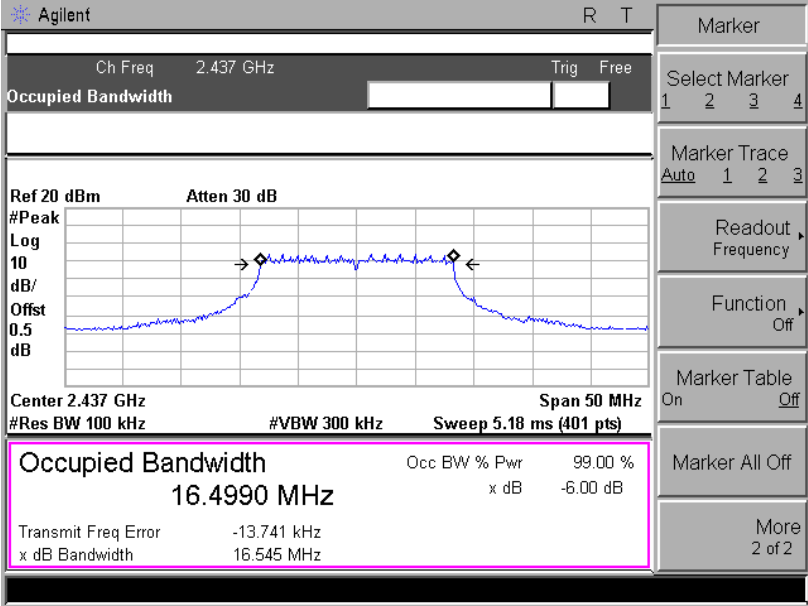 Agilent R T
Ch Freq 2.437 GHz Trig Free
Occupied Bandwidth
Ref 20 dBm Atten 30 dB
#Peak
Log
10
dB/
Offst
0.5
dB
Center 2.437 GHz Span 50 MHz
#Res BW 100 kHz #VBW 300 kHz Sweep 5.18 ms (401 pts)
Occupied Bandwidth Occ BW % Pwr 99.00 %
16.4990 MHz x dB -6.00 dB
Transmit Freq Error -13.741 kHz
x dB Bandwidth 16.545 MHz
Marker
Select Marker
1 2 3 4
Marker Trace
Auto 1 2 3
Readout
Frequency
Function
Off
Marker Table
On Off
Marker All Off
More
2 of 2